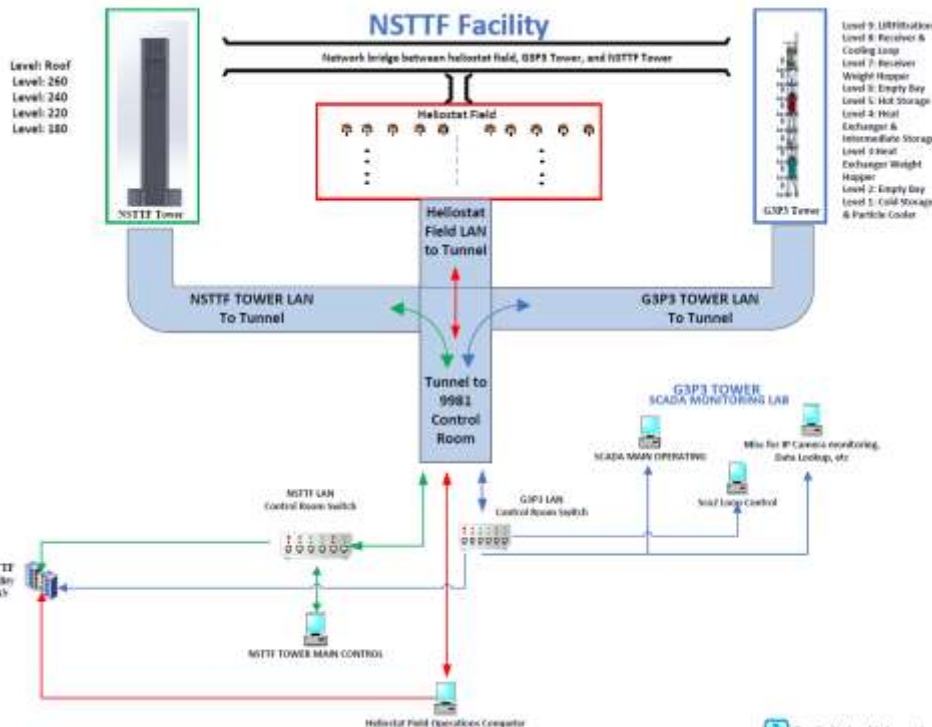 NSTTF Facility
Network bridge between heliostat field, G3P3 Tower, and NSTTF Tower
Level: Roof
Level: 260
Level: 240
Level: 220
Level: 180
NSTTF Tower
Heliostat Field
G3P3 Tower
Level 8: Receiver &
Cooling Loop
Level 7: Receiver
Weight Hopper
Level 6: Empty Bay
Level 5: Hot Storage
Level 4: Heat
Exchanger &
Intermediate Storage
Level 3 Heat
Exchanger Weight
Hopper
Level 2: Empty Bay
Level 1: Cold Storage
& Particle Cooler
Heliostat
Field LAN
to Tunnel
NSTTF TOWER LAN
To Tunnel
G3P3 TOWER LAN
To Tunnel
Tunnel to
9981
Control
Room
G3P3 TOWER
SCADA MONITORING LAB
SCADA MAIN OPERATING
Misc for IP Camera monitoring,
Data Lookup, etc
Sco2 Loop Control
NSTTF LAN
Control Room Switch
G3P3 LAN
Control Room Switch
NSTTF TOWER MAIN CONTROL
Heliostat Field Operations Computer